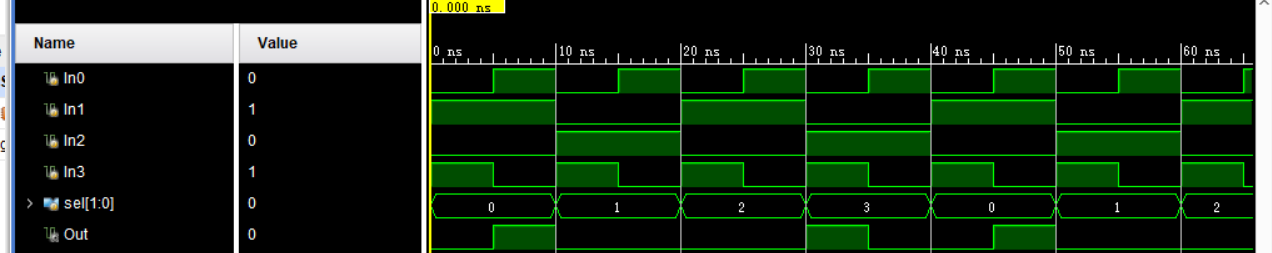 0.000 ns
Name Value
0 ns 10 ns 20 ns 30 ns 40 ns 50 ns 60 ns
In0 0
In1 1
In2 0
In3 1
sel[1:0] 0 0 1 2 3 0 1 2
Out 0